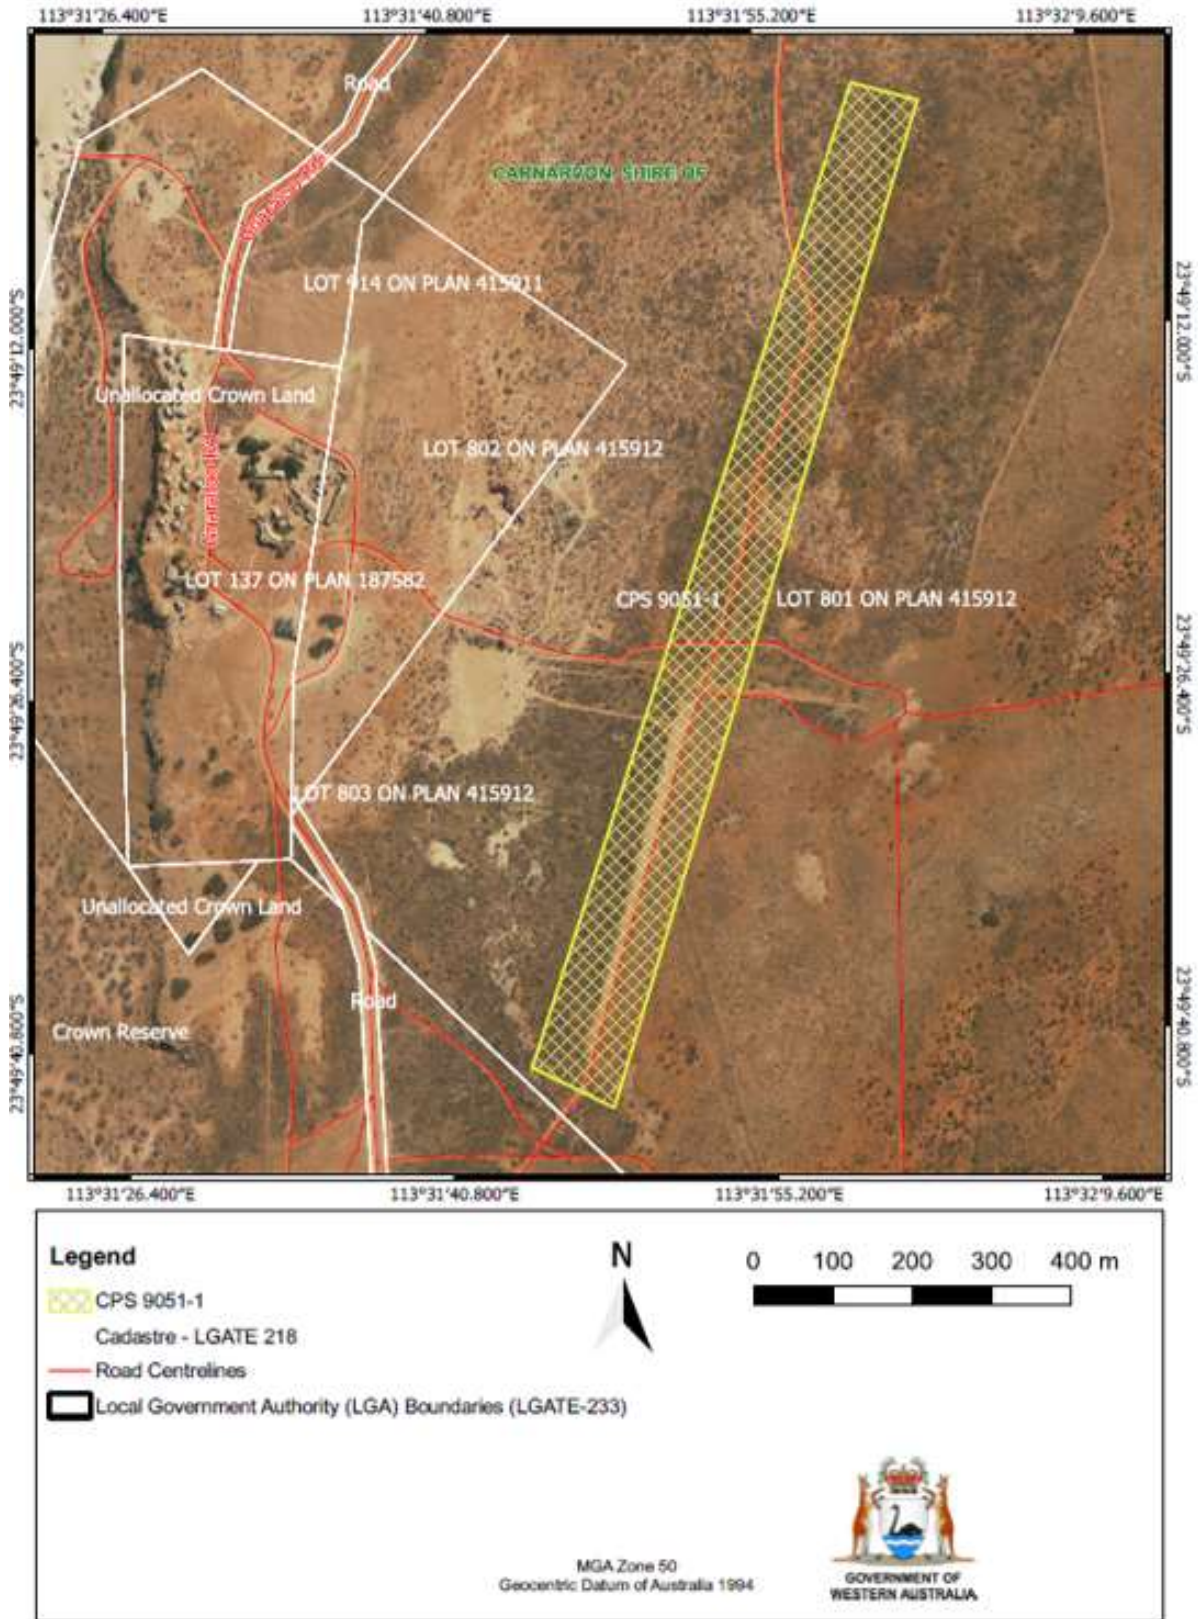 113°31'26.400"E
113°31'40.800"E
113°31'55.200"E
113°32'9.600"E
Road
CARNARVON, SHIRE OF
23°49'12.000"S
23°49'12.000"S
LOT 914 ON PLAN 415911
Unallocated Crown Land
LOT 802 ON PLAN 415912
LOT 137 ON PLAN 187582
CPS 9051-1
LOT 801 ON PLAN 415912
23°49'26.400"S
23°49'26.400"S
LOT 803 ON PLAN 415912
Unallocated Crown Land
Road
Crown Reserve
23°49'40.800"S
23°49'40.800"S
113°31'26.400"E
113°31'40.800"E
113°31'55.200"E
113°32'9.600"E
Legend
CPS 9051-1
Cadastre - LGATE 218
Road Centrelines
Local Government Authority (LGA) Boundaries (LGATE-233)
N
0 100 200 300 400 m
MGA Zone 50
Geocentric Datum of Australia 1994
GOVERNMENT OF
WESTERN AUSTRALIA